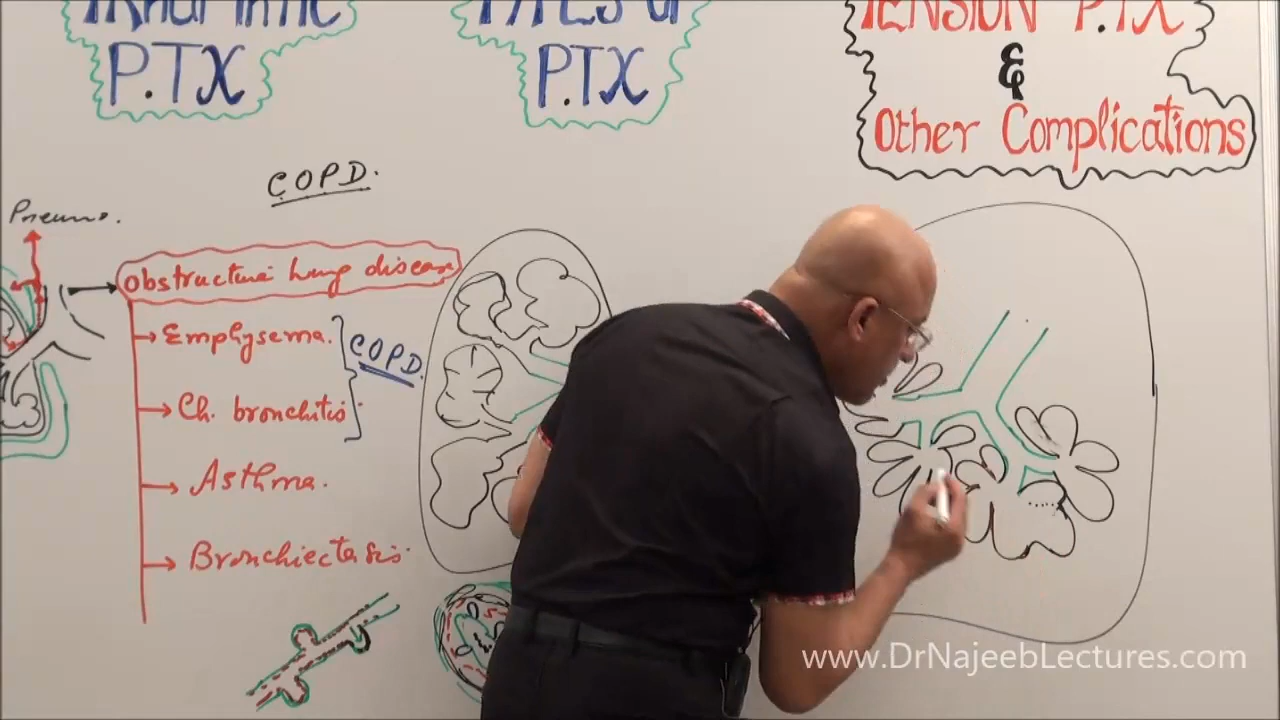 P.TX
P.TX
TENSION P.TX
&
Other Complications
COPD.
Pneumo.
Obstructive lung disease
Emphysema.
COPD.
Ch. bronchitis
Asthma.
Bronchiectasis.
www.DrNajeebLectures.com